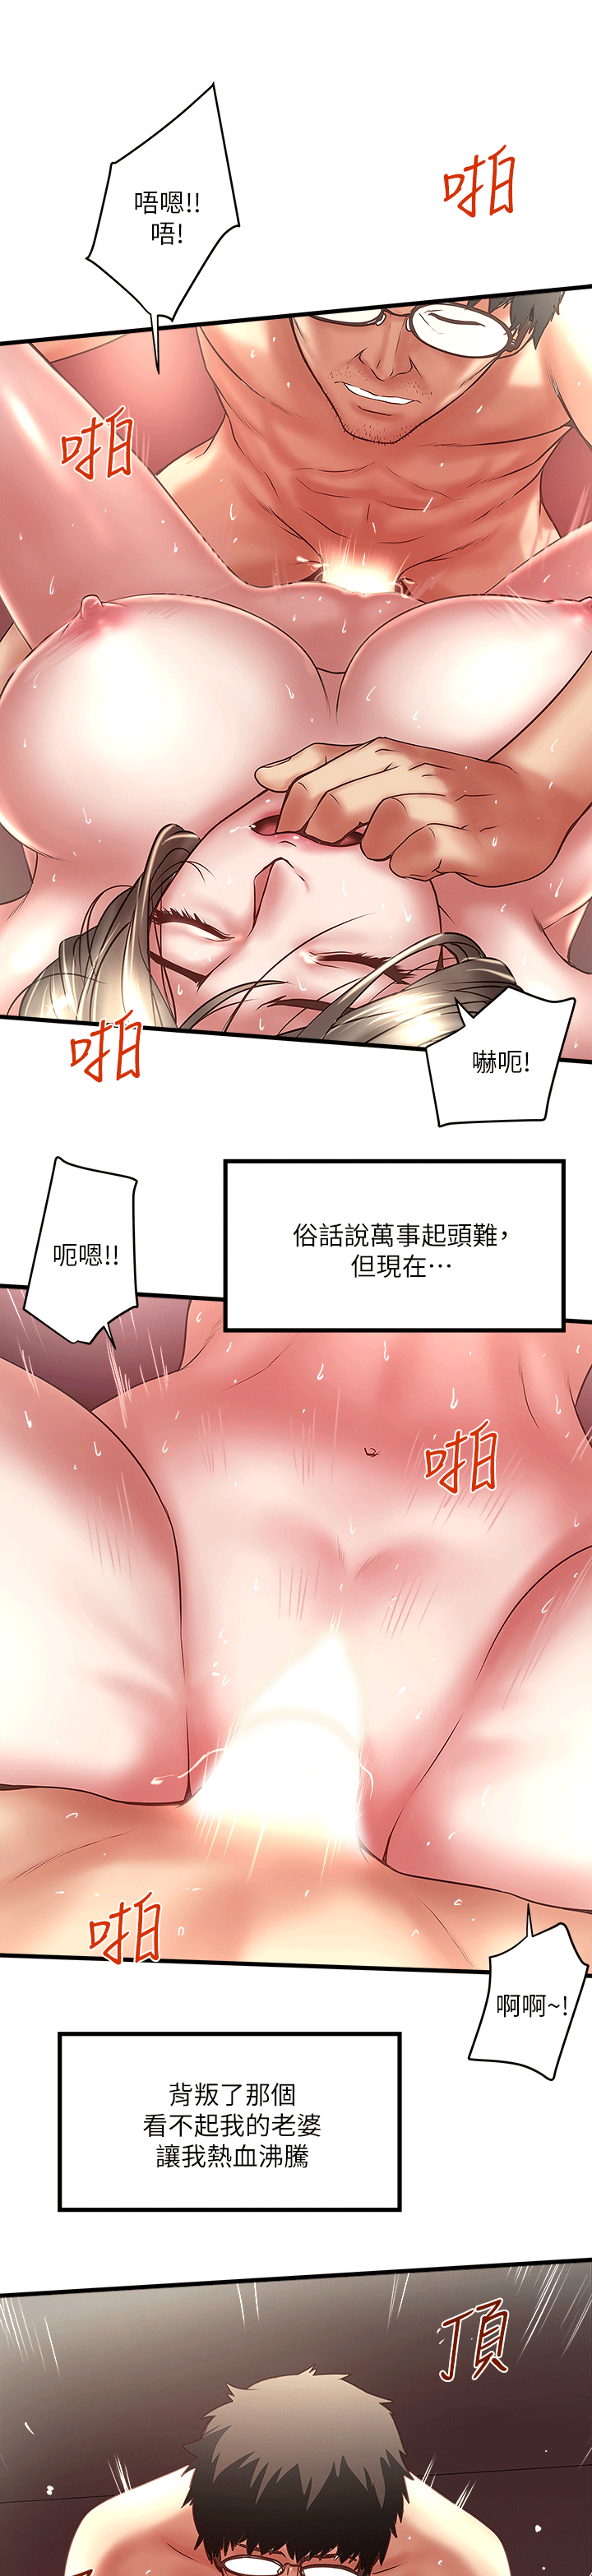 啪
唔嗯!!
唔!
啪
啪
嚇呃!
俗話說萬事起頭難，
但現在…
呃嗯!!
啪
啪
啊啊~!
背叛了那個
看不起我的老婆
讓我熱血沸騰
頂